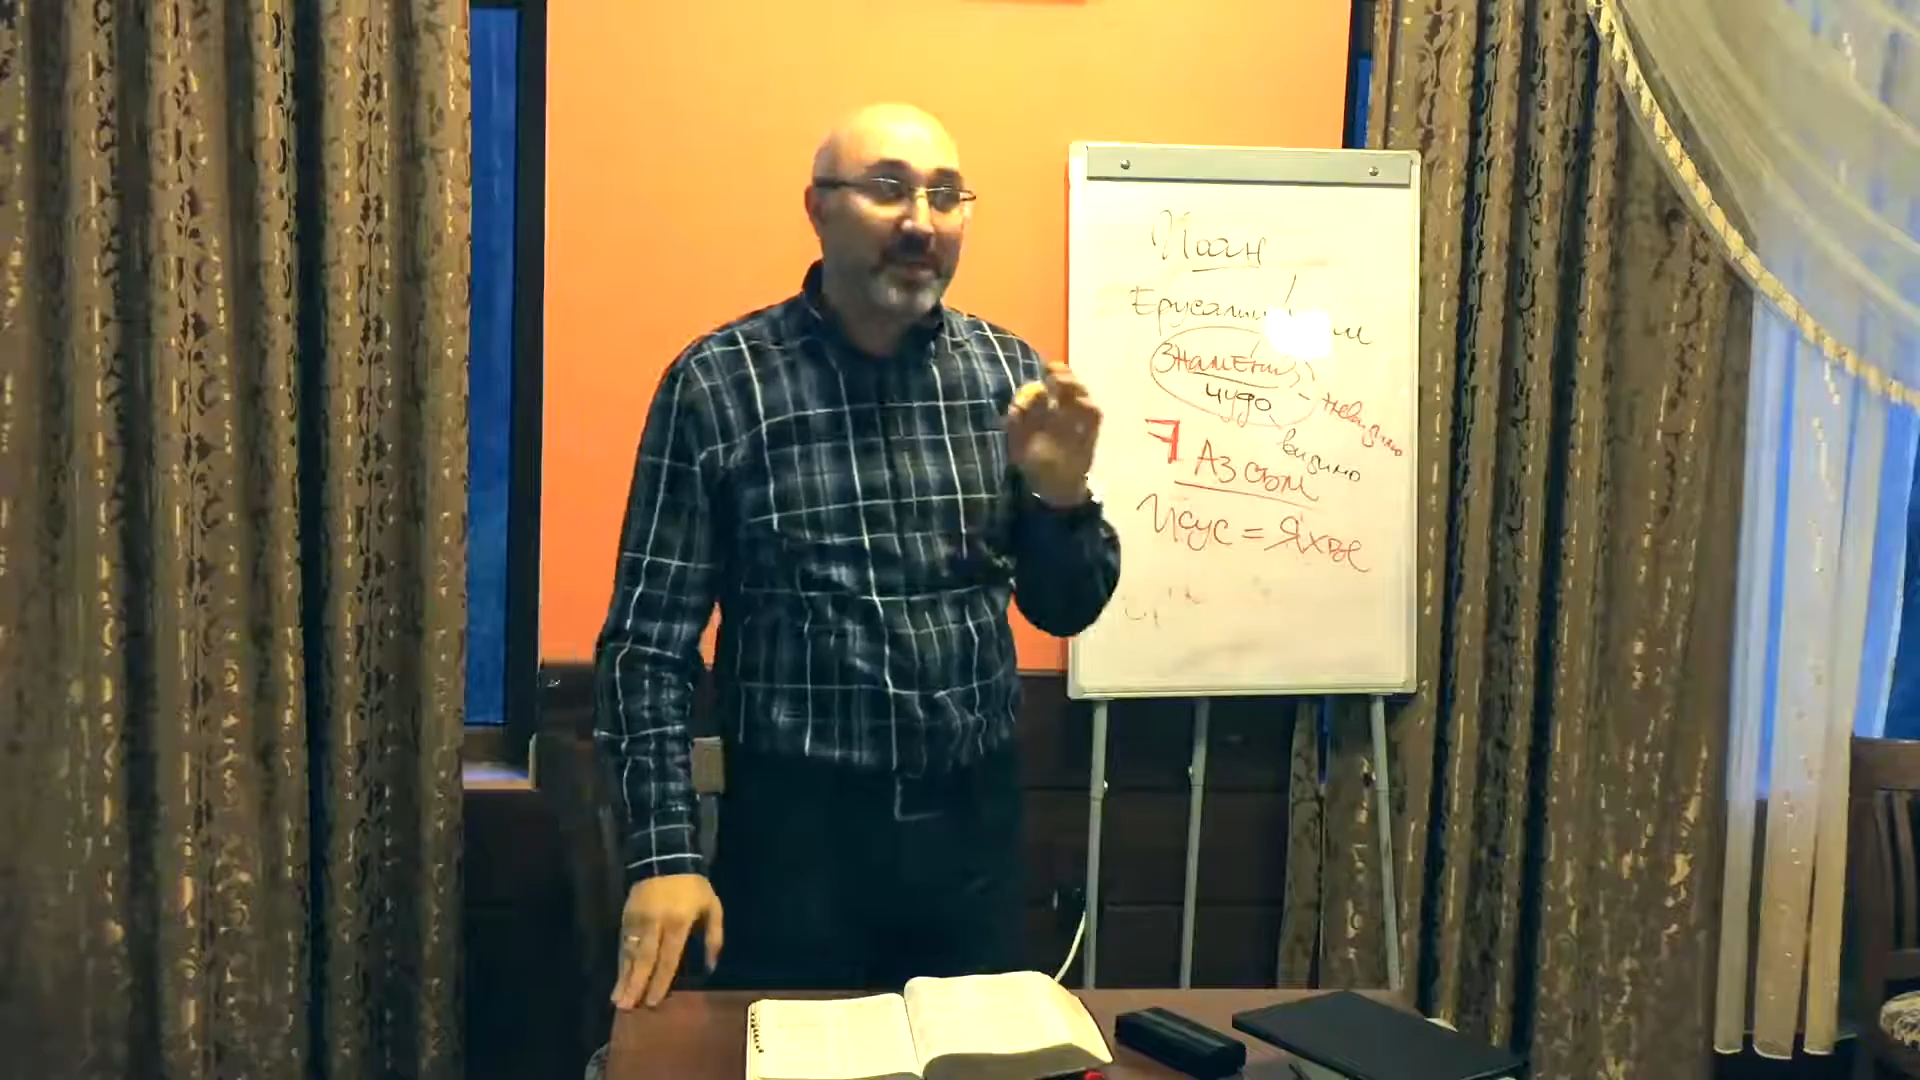 Йоан
Ерусалим
Знамения
чудо - невидимо
видимо
7 Аз съм
Исус = Яхве